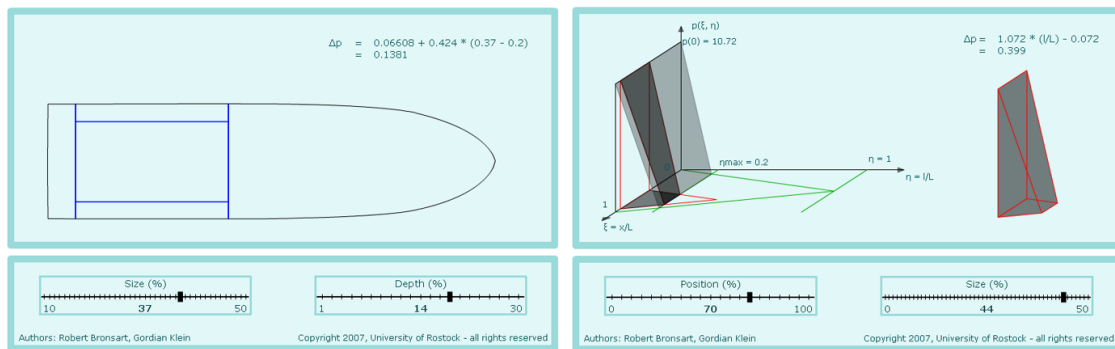 Δp = 0.06608 + 0.424 * (0.37 - 0.2)
= 0.1381
Size (%)
10 37 50
Depth (%)
1 14 30
Authors: Robert Bronsart, Gordian Klein Copyright 2007, University of Rostock - all rights reserved
p(ξ, η)
p(0) = 10.72
Δp = 1.072 * (l/L) - 0.072
= 0.399
0
ηmax = 0.2
η = 1
η = l/L
1
ξ = x/L
Position (%)
0 70 100
Size (%)
0 44 50
Authors: Robert Bronsart, Gordian Klein Copyright 2007, University of Rostock - all rights reserved